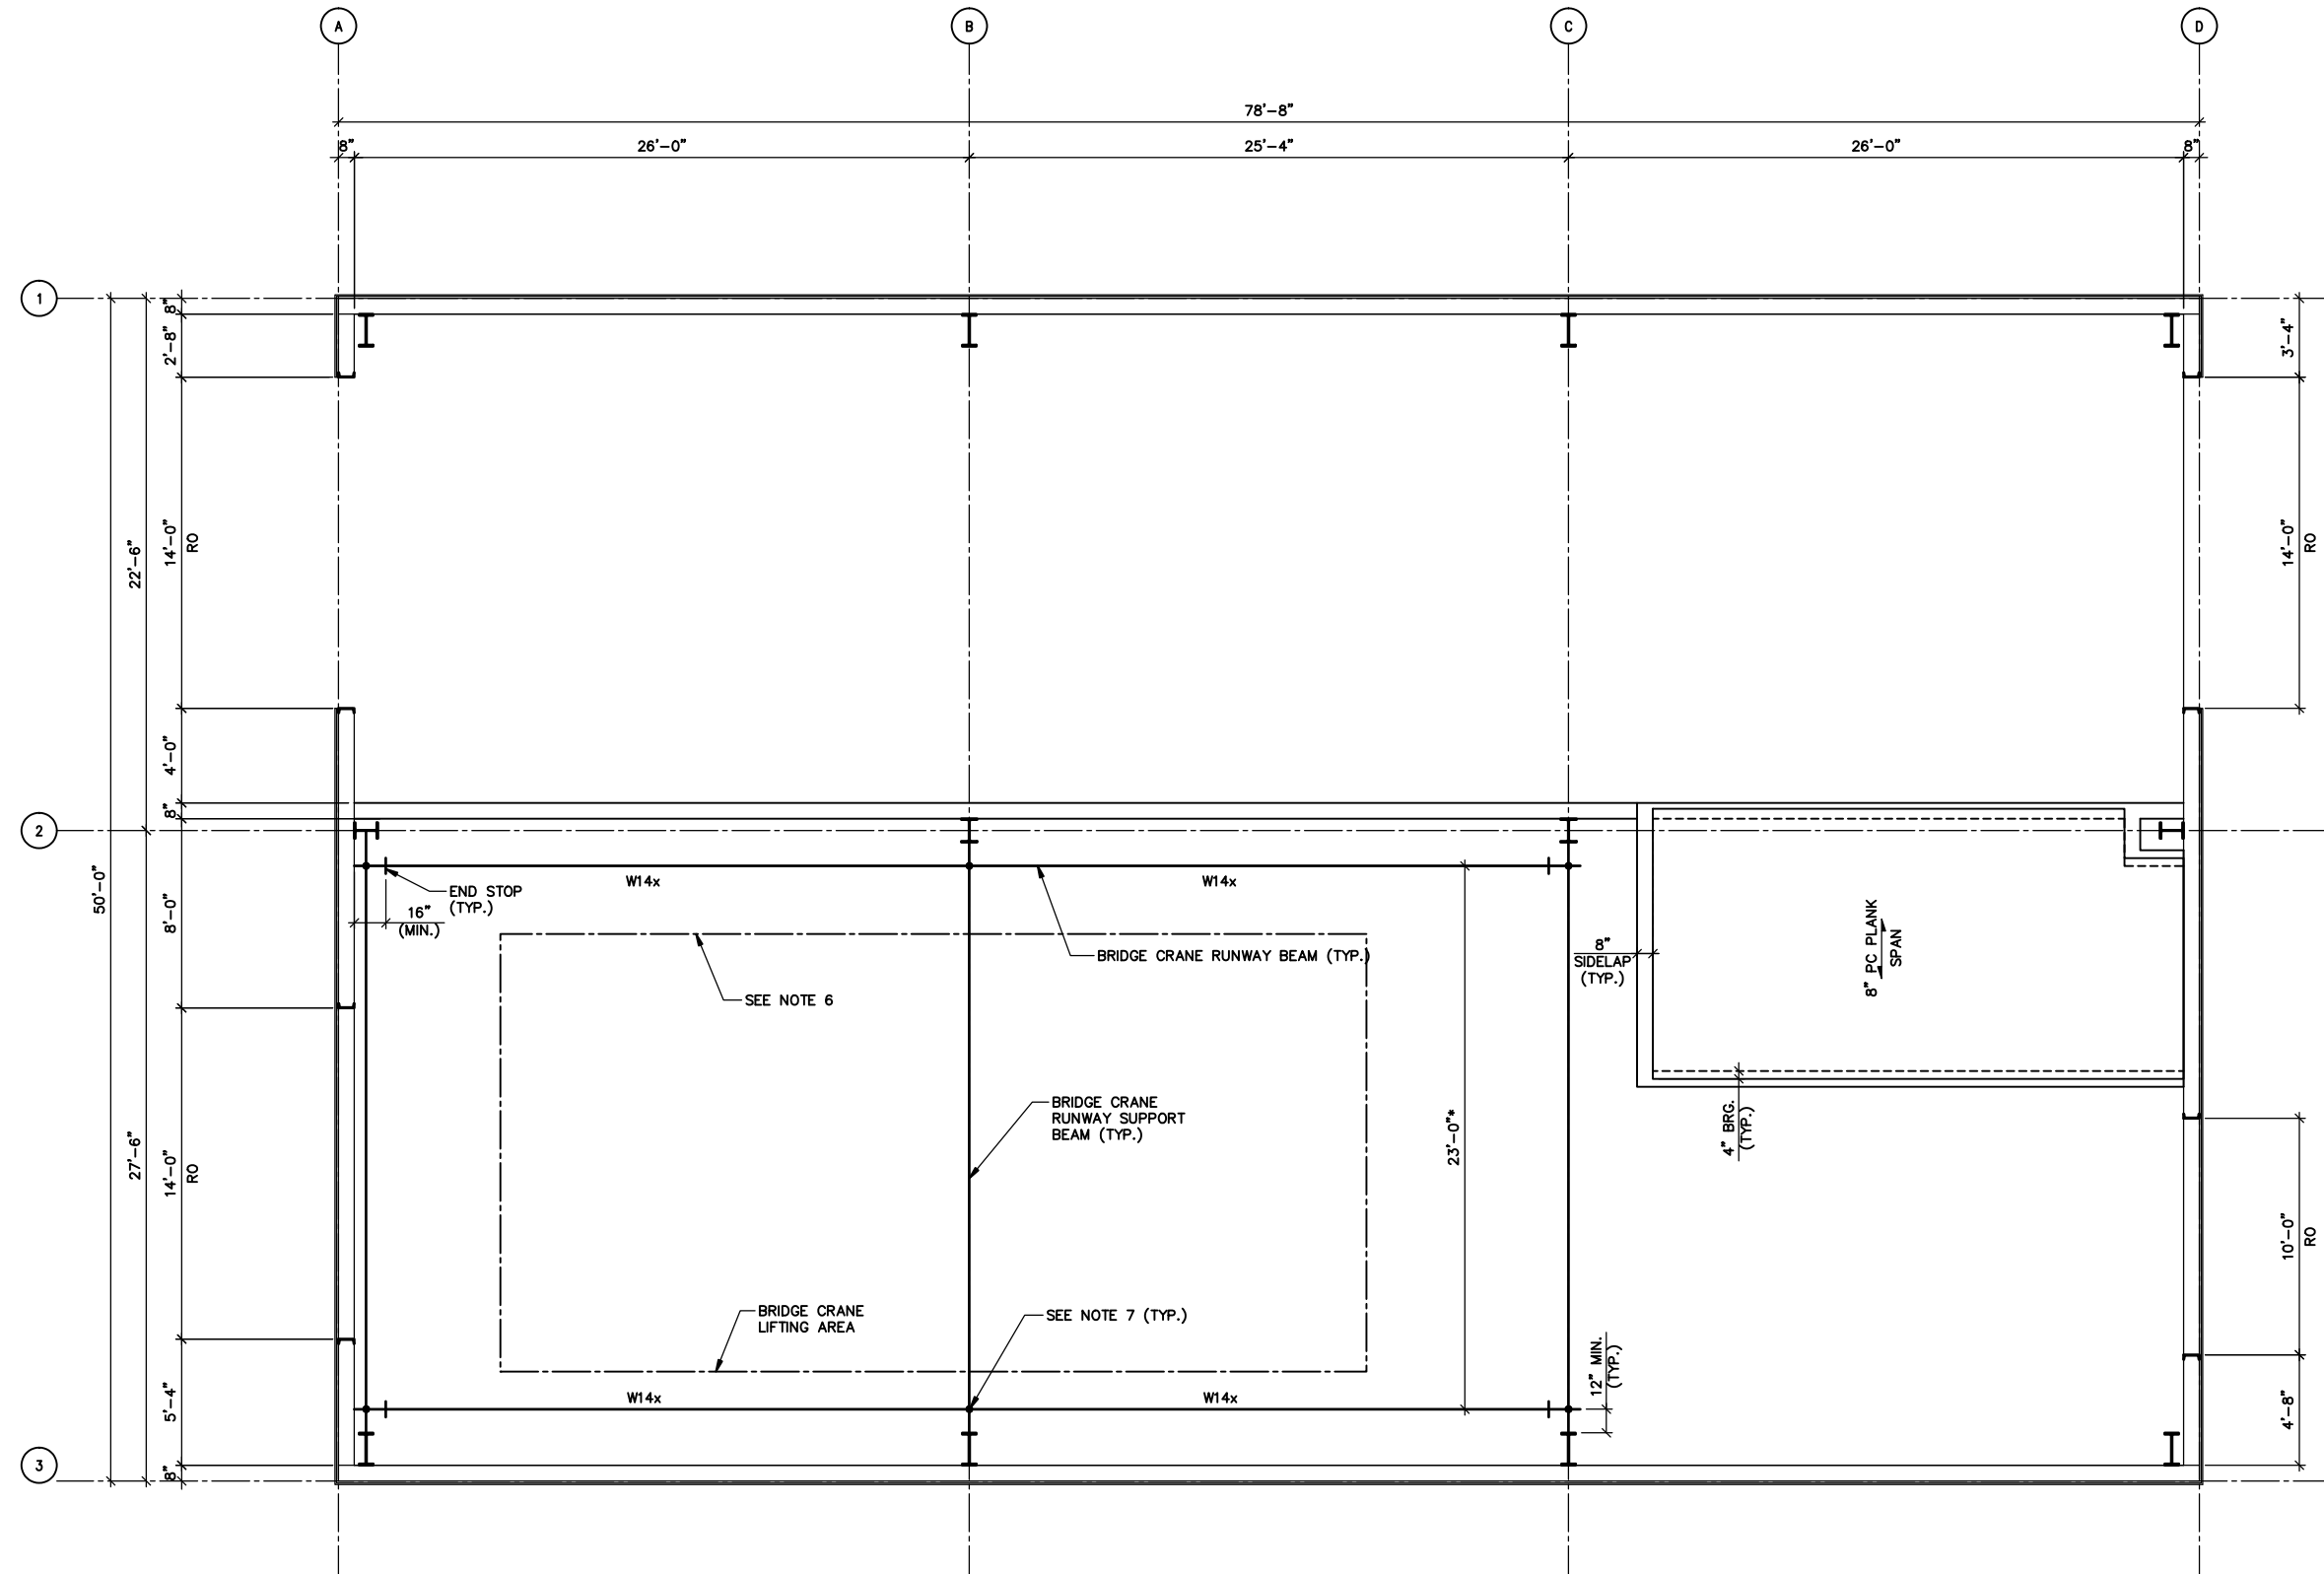 A
B
C
D
78'-8"
8"
26'-0"
25'-4"
26'-0"
8"
1
8"
2'-8"
3'-4"
14'-0"
RO
22'-6"
14'-0"
RO
4'-0"
8"
2
50'-0"
8'-0"
W14x
W14x
END STOP
(TYP.)
16"
(MIN.)
BRIDGE CRANE RUNWAY BEAM (TYP.)
8"
SIDELAP
(TYP.)
8" PC PLANK
SPAN
SEE NOTE 6
BRIDGE CRANE
RUNWAY SUPPORT
BEAM (TYP.)
23'-0"*
4" BRG.
(TYP.)
27'-6"
14'-0"
RO
10'-0"
RO
BRIDGE CRANE
LIFTING AREA
SEE NOTE 7 (TYP.)
12" MIN.
(TYP.)
W14x
W14x
5'-4"
4'-8"
3
8"